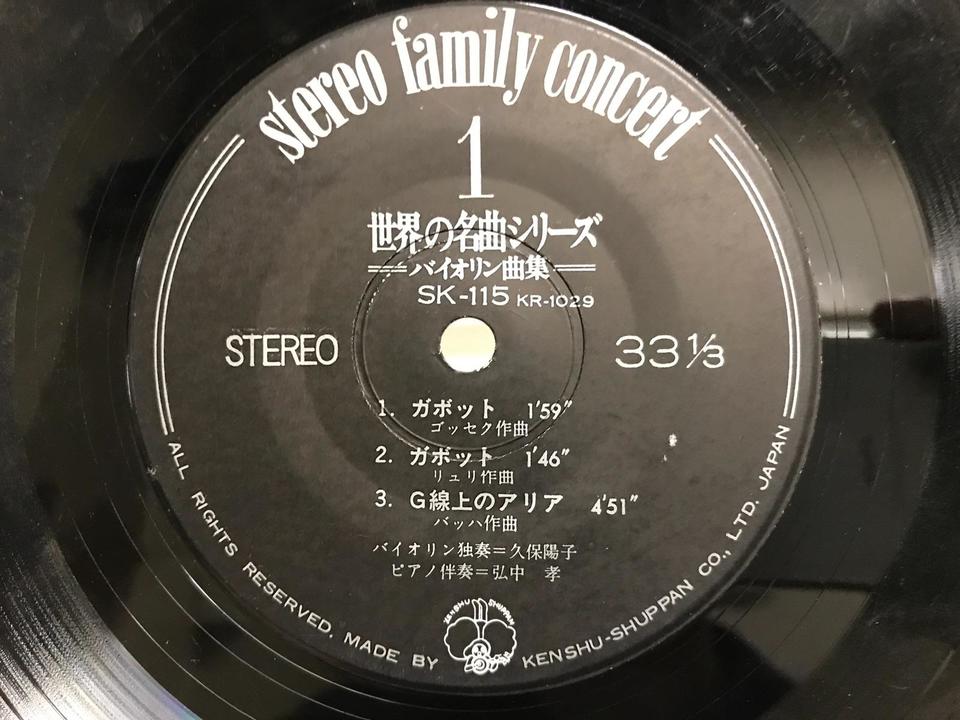 stereo family concert
1
世界の名曲シリーズ
バイオリン曲集
SK-115 KR-1029
STEREO
33 1/3
1. ガボット 1′59″
ゴッセク作曲
2. ガボット 1′46″
リュリ作曲
3. G線上のアリア 4′51″
バッハ作曲
バイオリン独奏=久保陽子
ピアノ伴奏=弘中 孝
KENSHU SHUPPAN
ALL RIGHTS RESERVED. MADE BY KENSHU-SHUPPAN CO., LTD. JAPAN